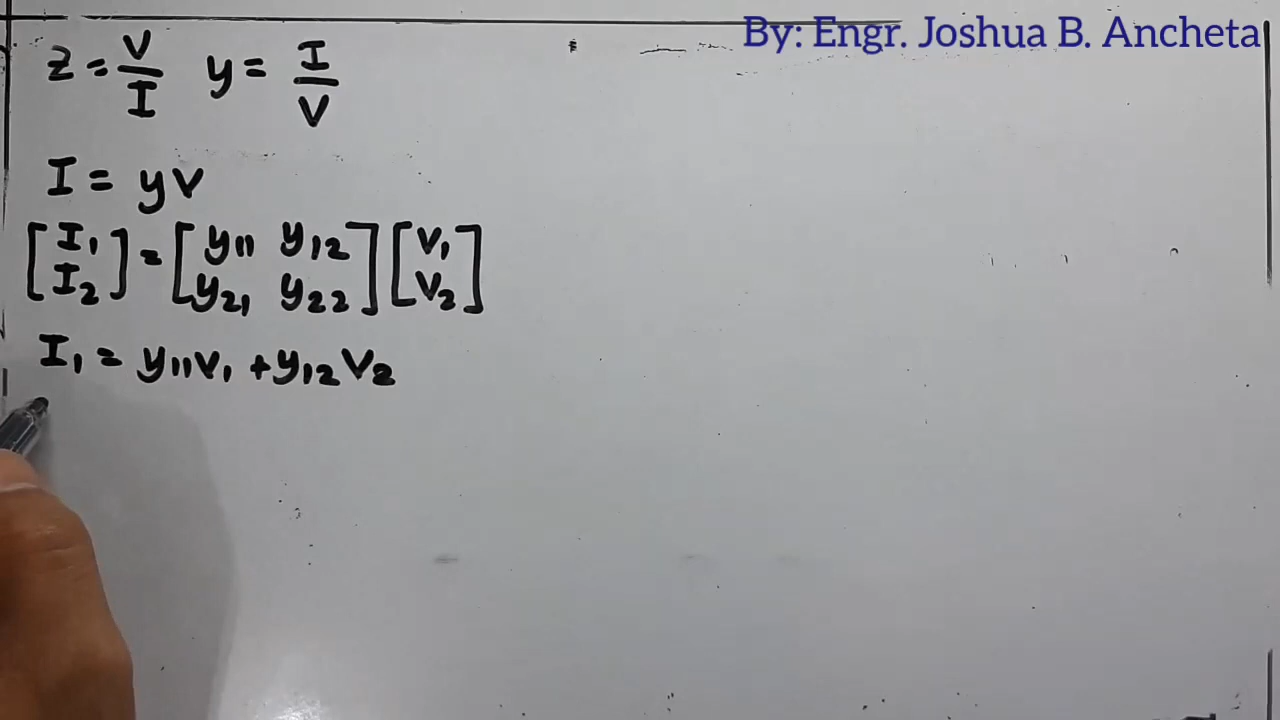 By: Engr. Joshua B. Ancheta
z = V/I y = I/V
I = yV
[I1 I2] = [y11 y12 y21 y22] [V1 V2]
I1 = y11V1 + y12V2